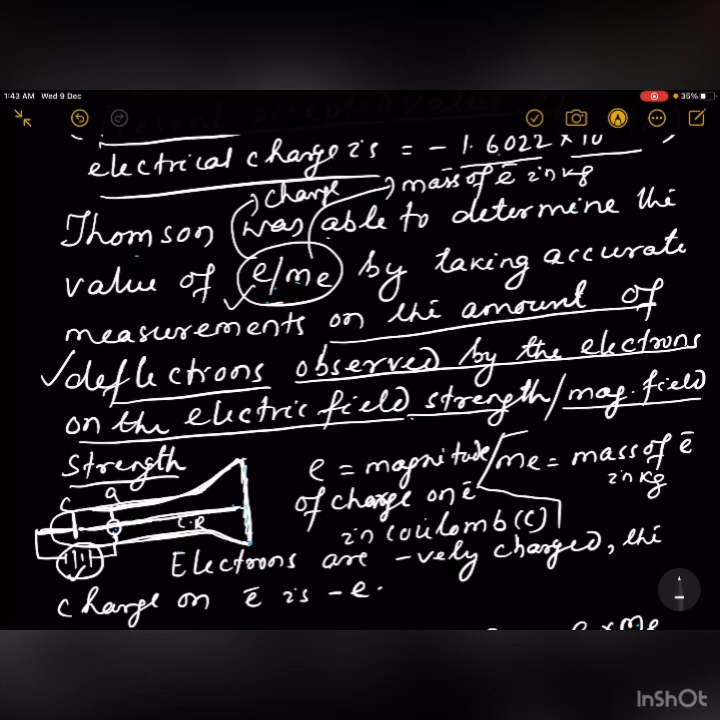 1:43 AM Wed 9 Dec
35%
electrical charge is = - 1.6022 × 10
charge
mass of ē in kg
Thomson was able to determine the
value of e/me by taking accurate
measurements on the amount of
deflectroons observed by the electrons
on the electric field strength/mag. field
Strength
e = magnitude/me = mass of ē
in kg
of charge on ē
in coulomb (C)
C a
C.R
Electrons are -vely charged, the
charge on ē is -e.
InShOt